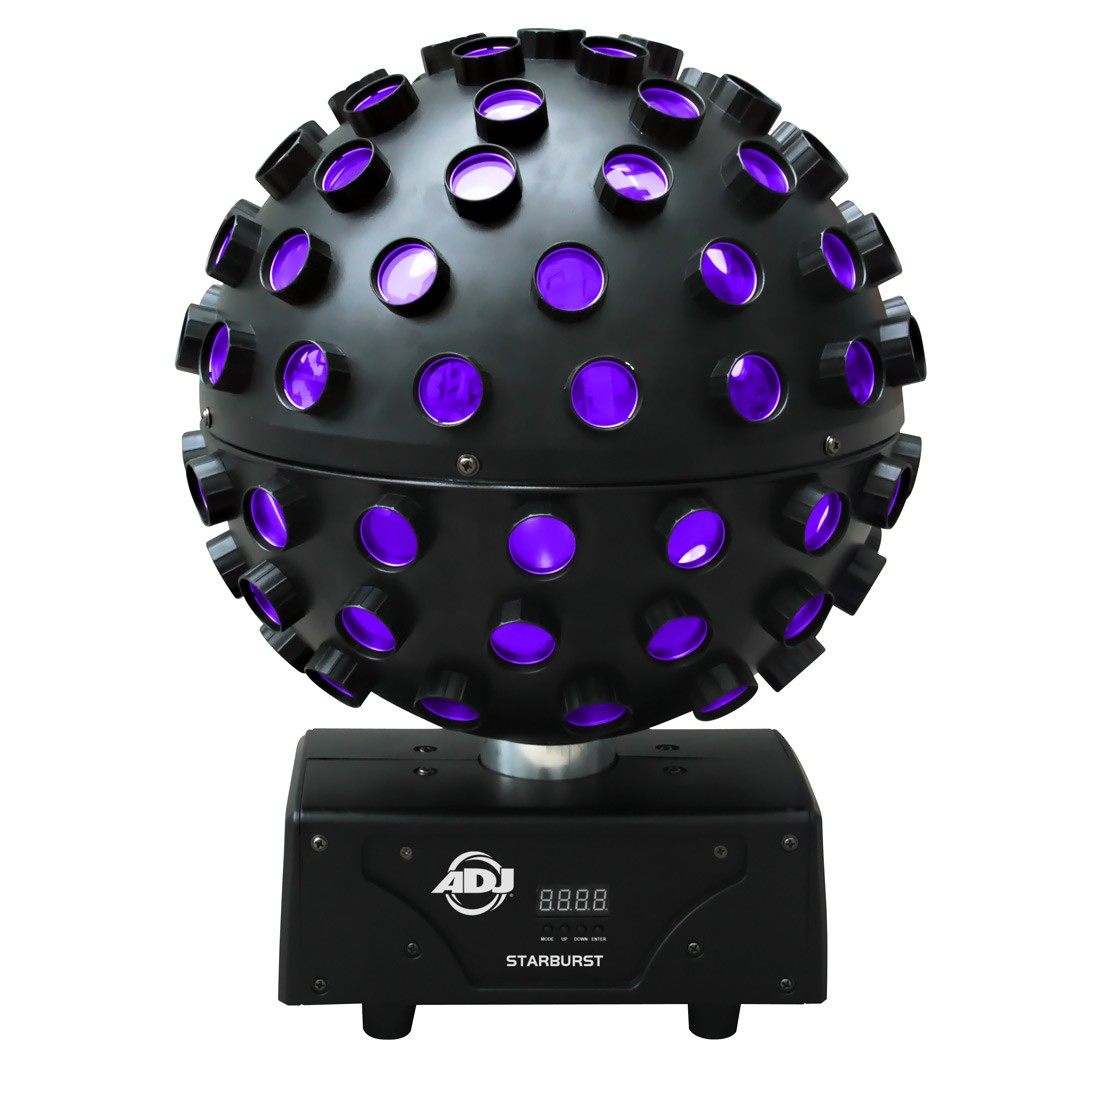 ADJ
8.8.8.8.
MODE UP DOWN ENTER
STARBURST